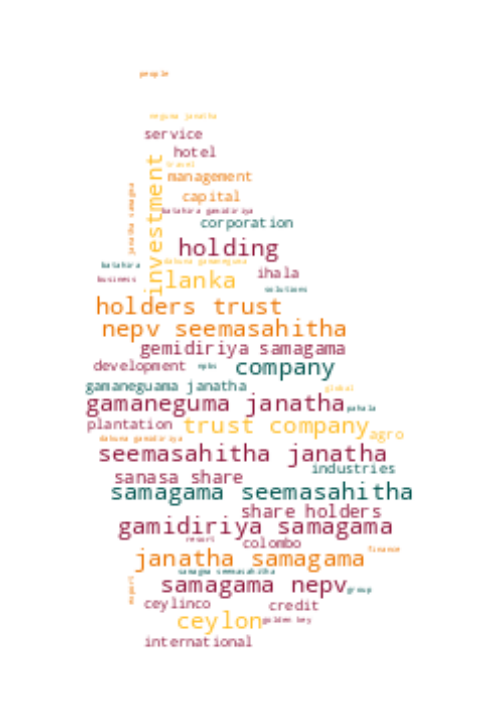 people
neguma janatha
service
hotel
travel
management
investment
janatha samagma
capital
batahira gamidiriya
corporation
holding
dakuna gamaneguma
batahira
ihala
business
lanka
solutions
holders trust
nepv seemasahitha
gemidiriya samagama
development
npbs
company
gamaneguama janatha
global
gamaneguma janatha
pahala
plantation
trust company
agro
dakuna gamidiriya
seemasahitha janatha
industries
sanasa share
samagama seemasahitha
share holders
gamidiriya samagama
resort
colombo
finance
janatha samagama
samagma seemasahitha
export
samagama nepv
group
ceylinco
credit
ceylon
golden key
international